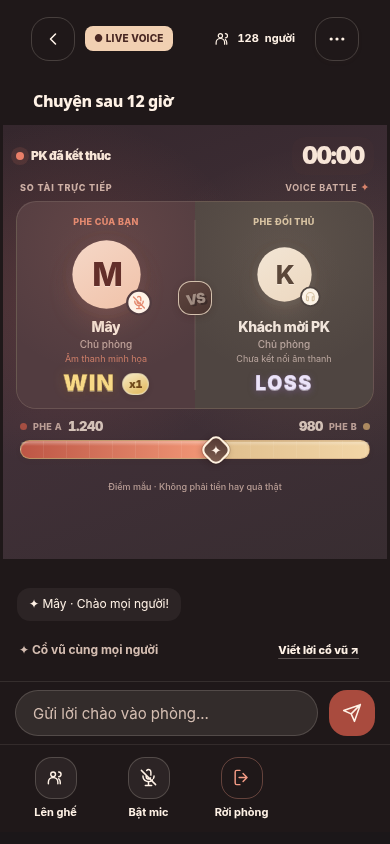 LIVE VOICE
128 người
Chuyện sau 12 giờ
PK đã kết thúc
00:00
SO TÀI TRỰC TIẾP
VOICE BATTLE
PHE CỦA BẠN
PHE ĐỐI THỦ
M
K
VS
Mây
Khách mời PK
Chủ phòng
Chủ phòng
Âm thanh minh họa
Chưa kết nối âm thanh
WIN x1
LOSS
PHE A 1.240
980 PHE B
Điểm mẫu · Không phải tiền hay quà thật
Mây · Chào mọi người!
Cổ vũ cùng mọi người
Viết lời cổ vũ
Gửi lời chào vào phòng...
Lên ghế
Bật mic
Rời phòng